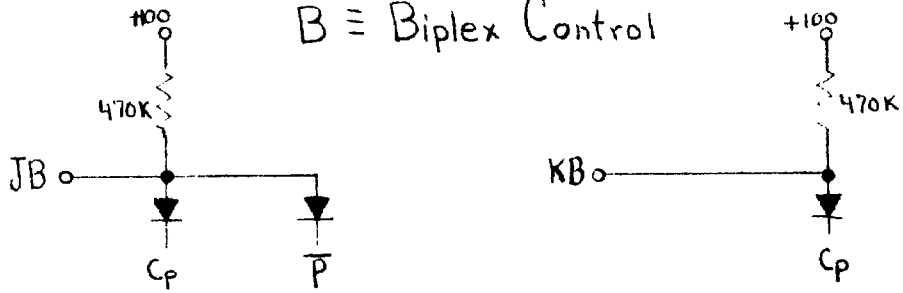 B ≡ Biplex Control
+100
470K
JB
Cp
P̅
+100
470K
KB
Cp